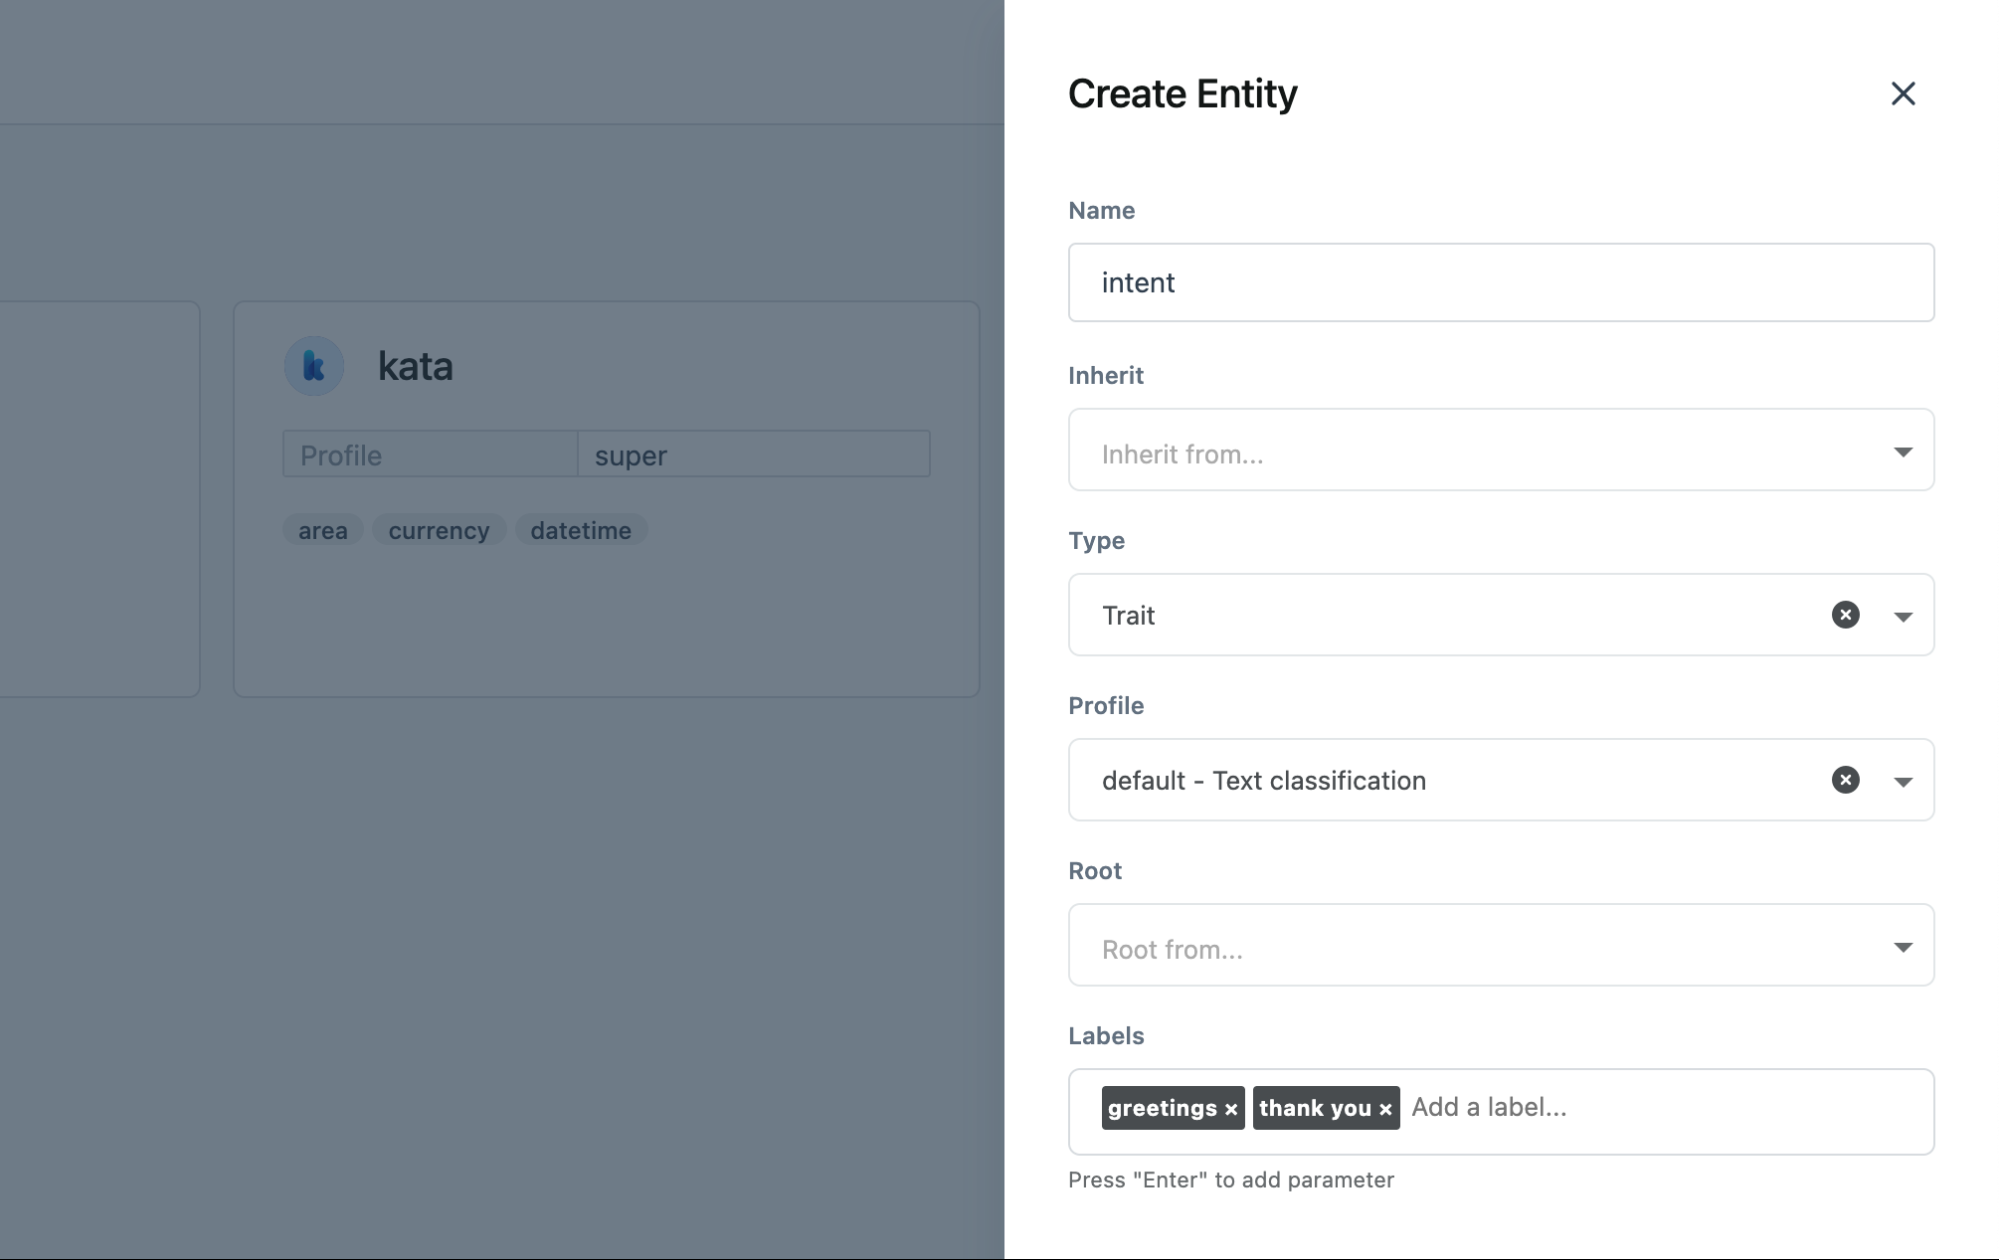 kata
Profile super
area currency datetime
Create Entity
Name
intent
Inherit
Inherit from...
Type
Trait
Profile
default - Text classification
Root
Root from...
Labels
greetings × thank you × Add a label...
Press "Enter" to add parameter